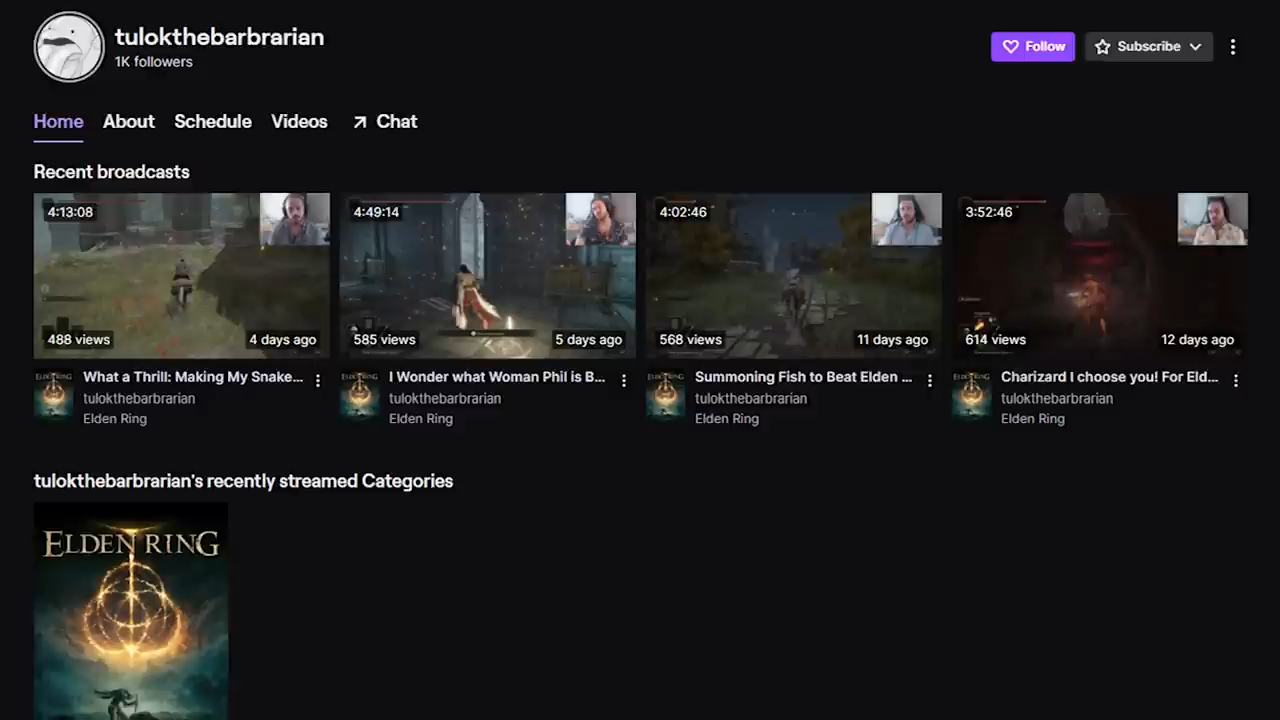 tulokthebarbrarian
1K followers
Follow
Subscribe
Home
About
Schedule
Videos
Chat
Recent broadcasts
4:13:08
488 views
4 days ago
What a Thrill: Making My Snake...
tulokthebarbrarian
Elden Ring
4:49:14
585 views
5 days ago
I Wonder what Woman Phil is B...
tulokthebarbrarian
Elden Ring
4:02:46
568 views
11 days ago
Summoning Fish to Beat Elden ...
tulokthebarbrarian
Elden Ring
3:52:46
614 views
12 days ago
Charizard I choose you! For Eld...
tulokthebarbrarian
Elden Ring
tulokthebarbrarian's recently streamed Categories
ELDEN RING